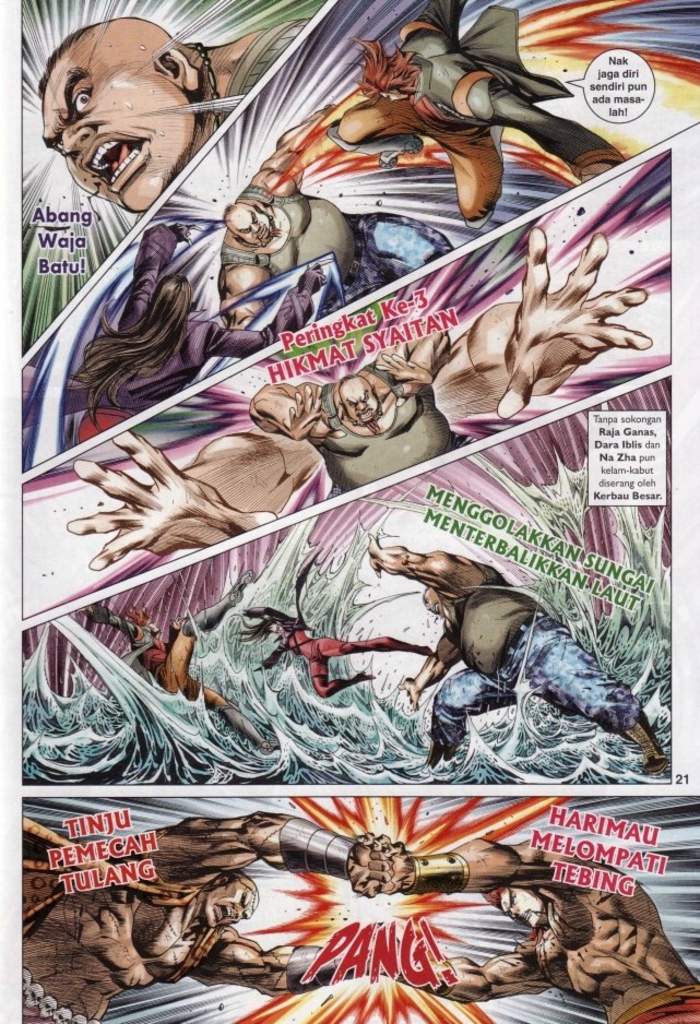 Nak
jaga diri
sendiri pun
ada masa-
lah!
Abang
Waja
Batu!
Peringkat Ke-3
HIKMAT SYAITAN
Tanpa sokongan
Raja Ganas,
Dara Iblis dan
Na Zha pun
kelam-kabut
diserang oleh
Kerbau Besar.
MENGGOLAKKAN SUNGAI
MENTERBALIKKAN LAUT
21
TINJU
PEMECAH
TULANG
HARIMAU
MELOMPATI
TEBING
PANG!